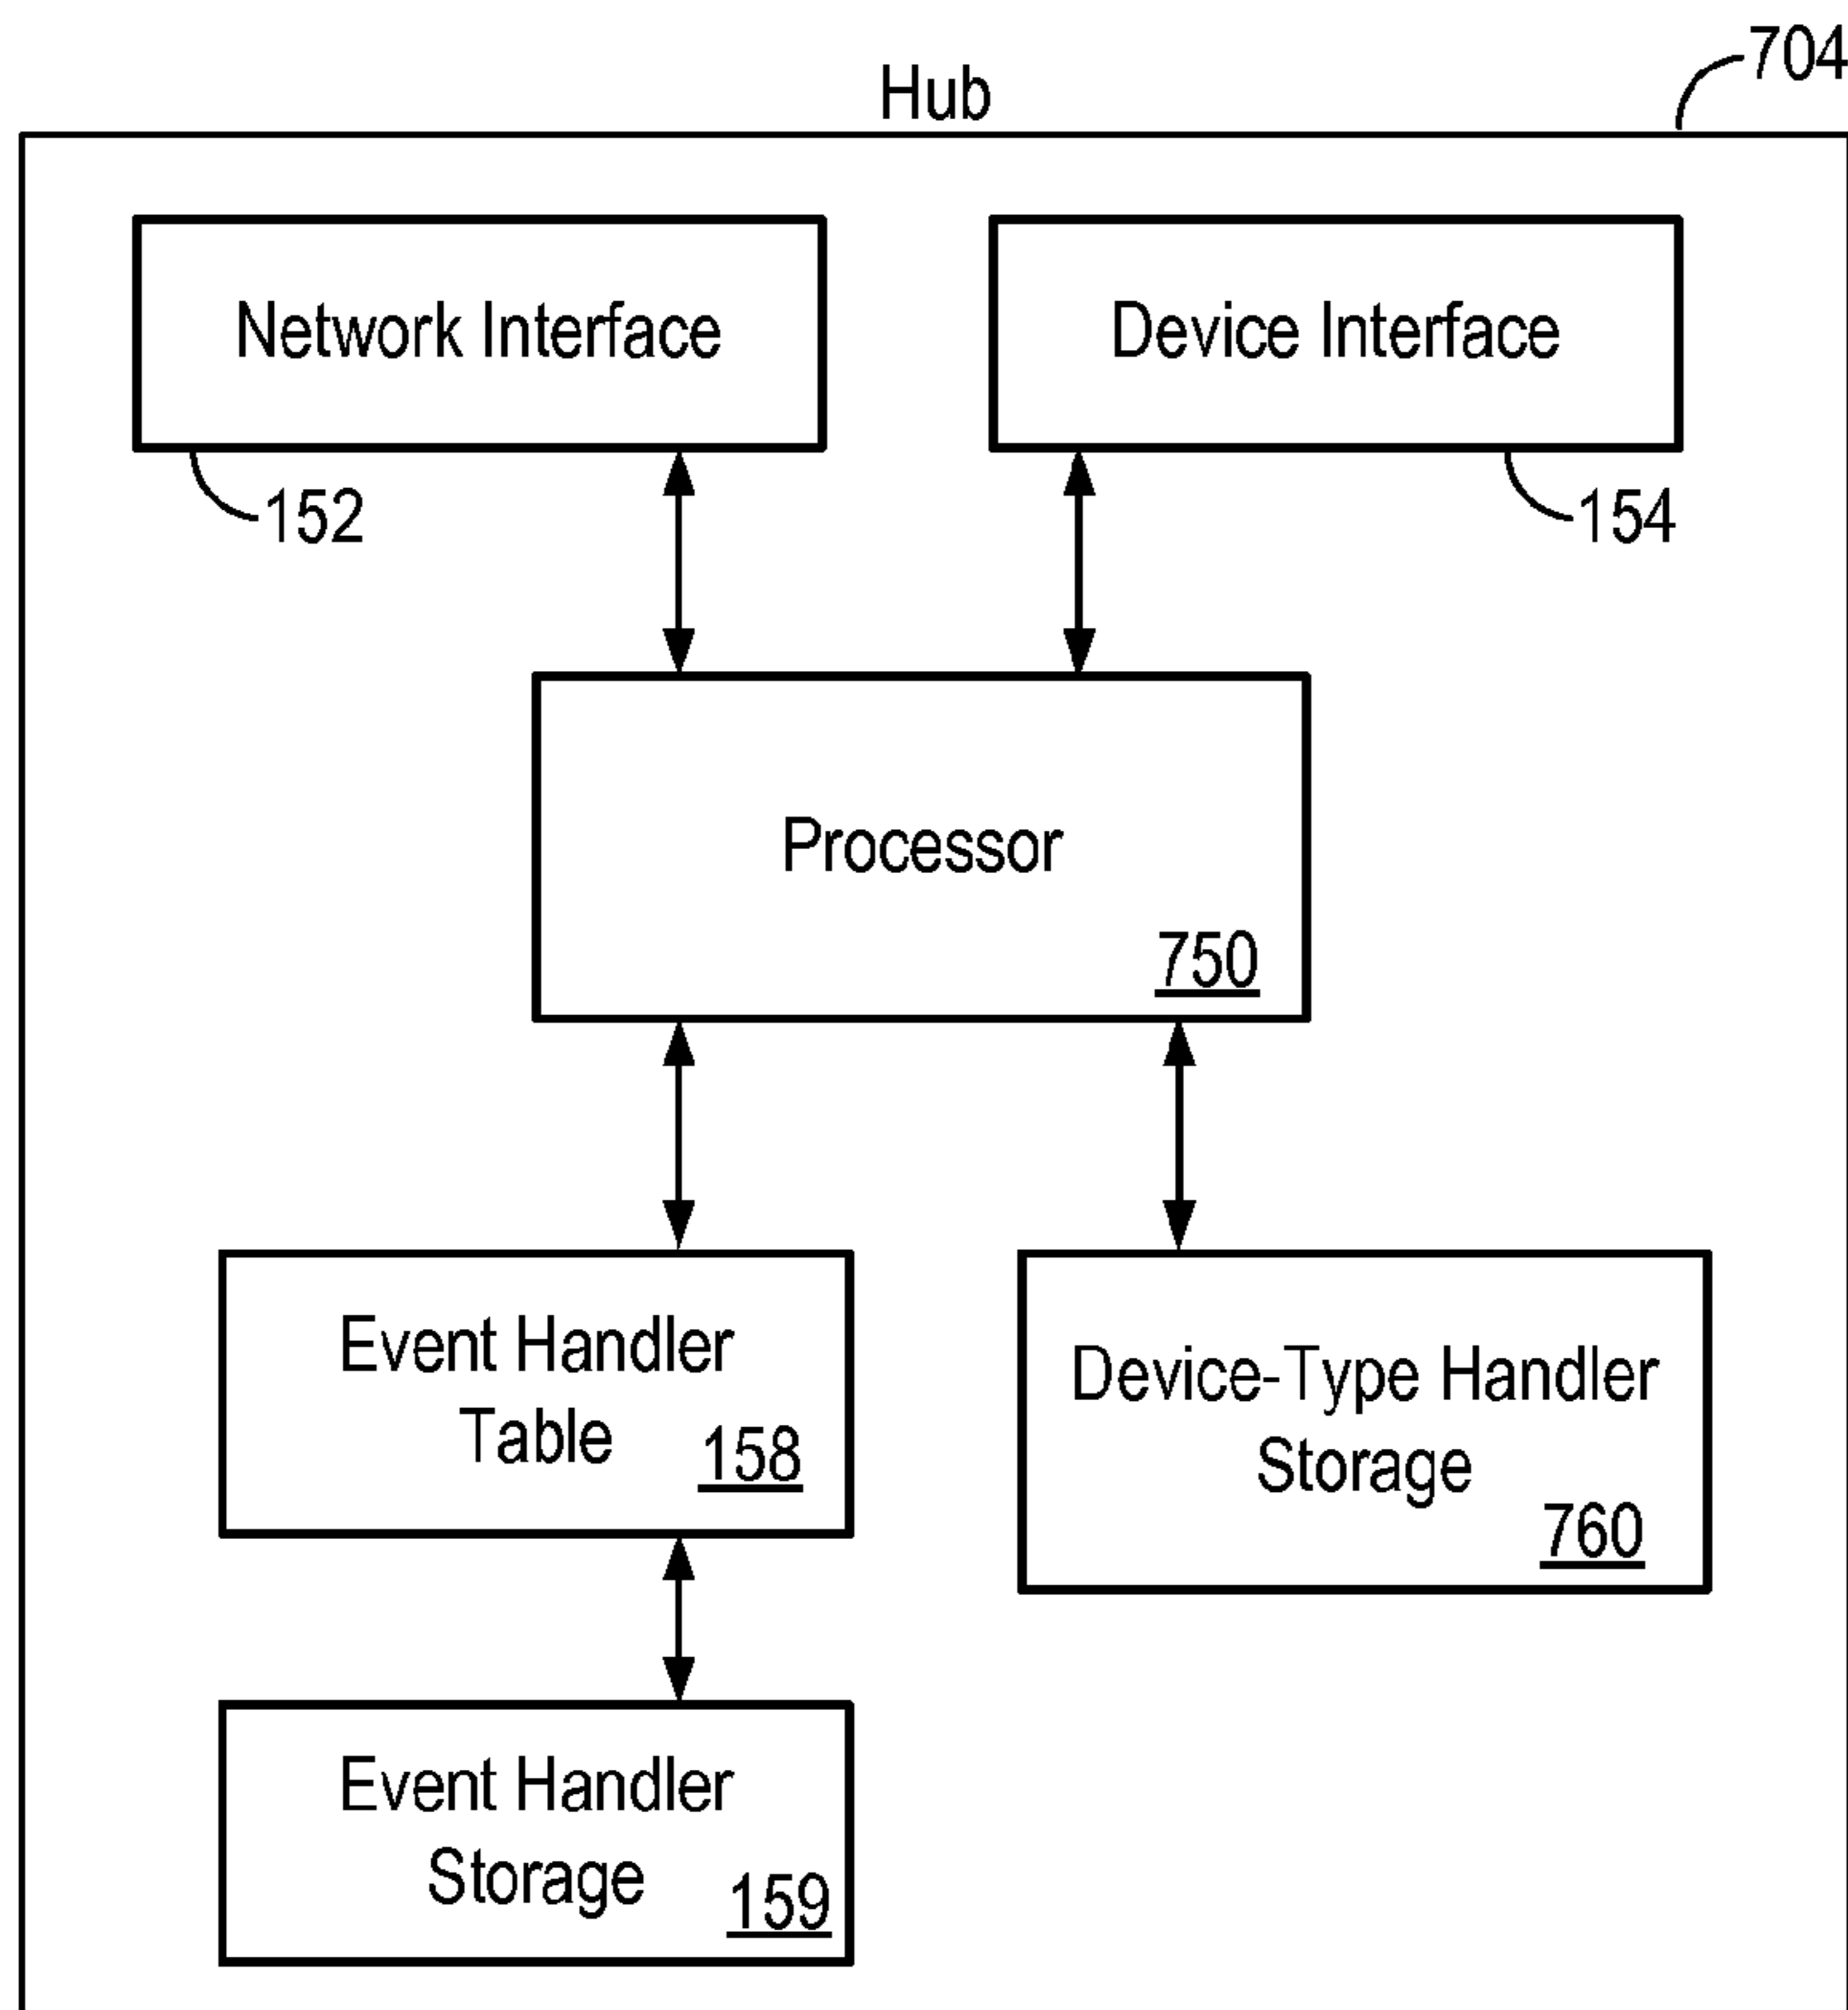 704
Hub
Network Interface
Device Interface
152
154
Processor
750
Event Handler
Table
158
Device-Type Handler
Storage
760
Event Handler
Storage
159